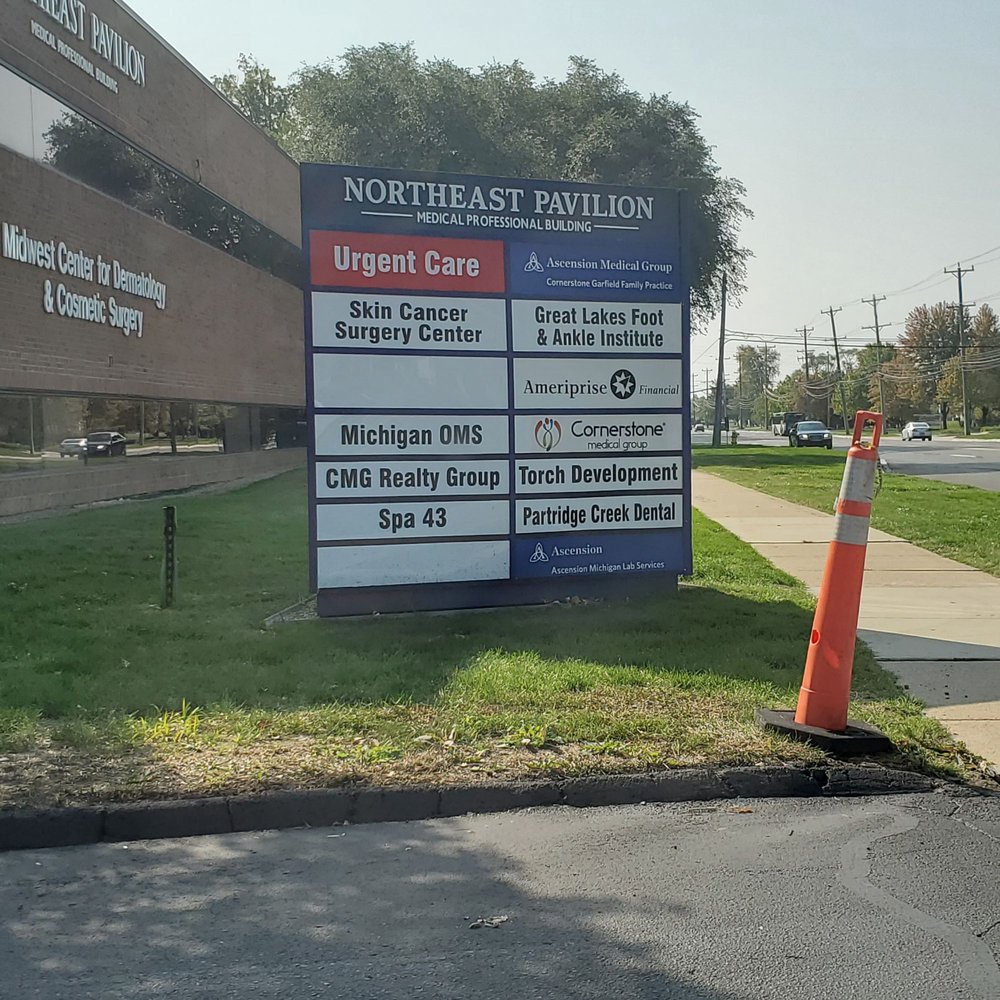 EAST PAVILION
MEDICAL PROFESSIONAL BUILDING
Midwest Center for Dermatology
& Cosmetic Surgery
NORTHEAST PAVILION
MEDICAL PROFESSIONAL BUILDING
Urgent Care
Ascension Medical Group
Cornerstone Garfield Family Practice
Skin Cancer
Surgery Center
Great Lakes Foot
& Ankle Institute
Ameriprise Financial
Michigan OMS
Cornerstone
medical group
CMG Realty Group
Torch Development
Spa 43
Partridge Creek Dental
Ascension
Ascension Michigan Lab Services